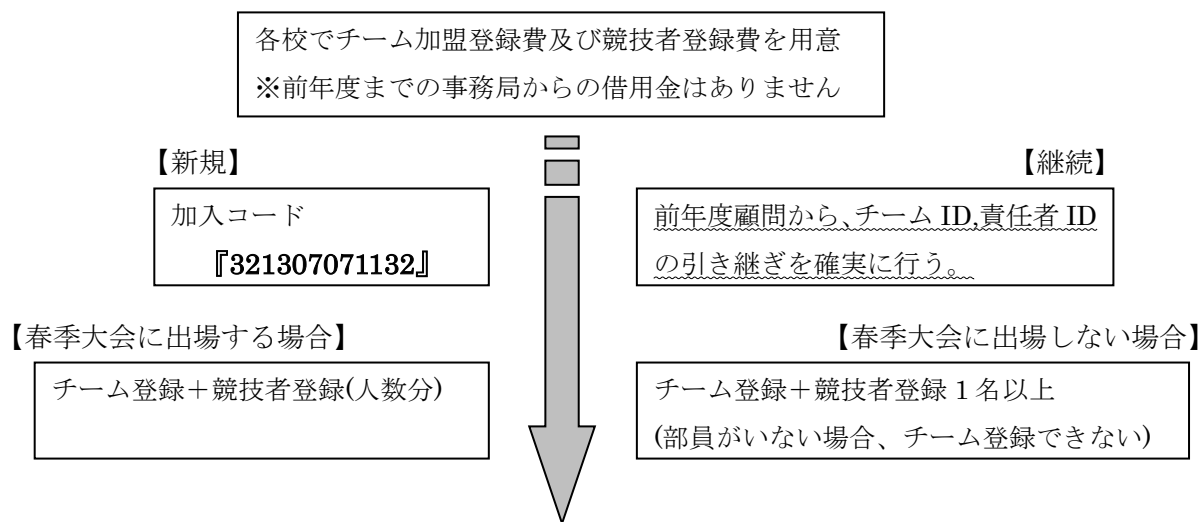 各校でチーム加盟登録費及び競技者登録費を用意
※前年度までの事務局からの借用金はありません
【新規】
加入コード
『321307071132』
【継続】
前年度顧問から、チーム ID,責任者 ID
の引き継ぎを確実に行う。
【春季大会に出場する場合】
チーム登録＋競技者登録(人数分)
【春季大会に出場しない場合】
チーム登録＋競技者登録 1 名以上
(部員がいない場合、チーム登録できない)